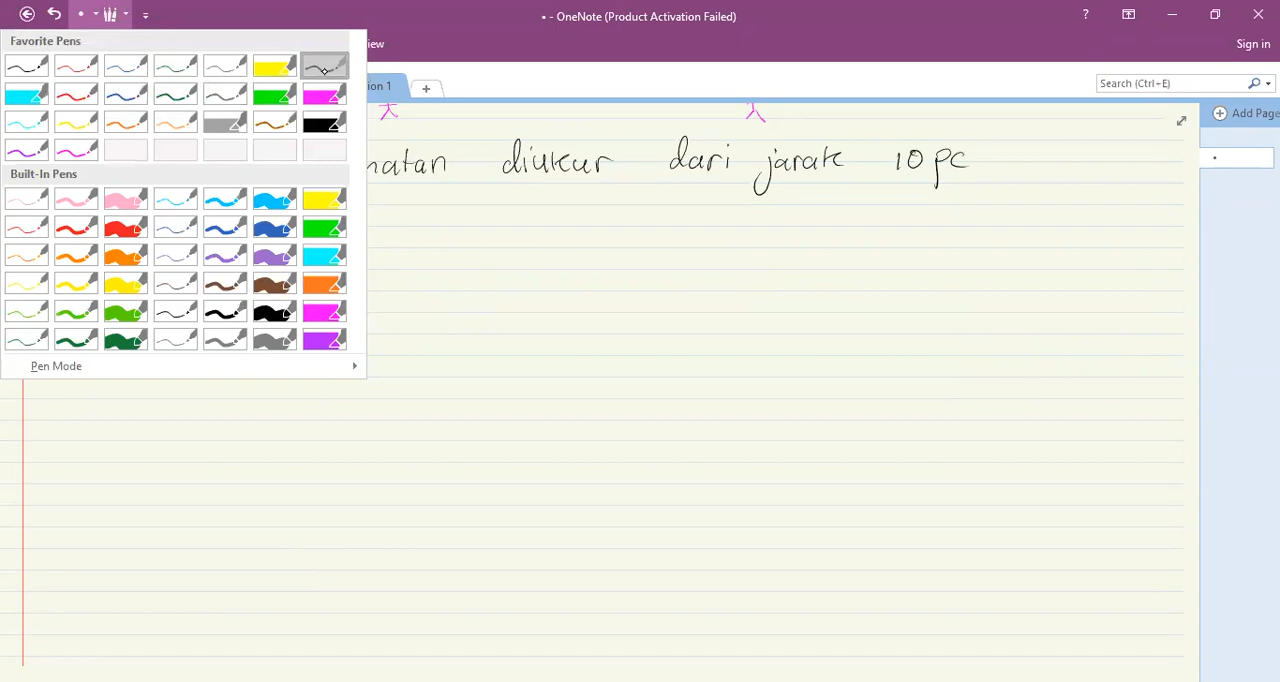 • - OneNote (Product Activation Failed)
?
Favorite Pens
Sign in
Search (Ctrl+E)
Add Page
diukur dari jarak 10 pc
Built-In Pens
Pen Mode